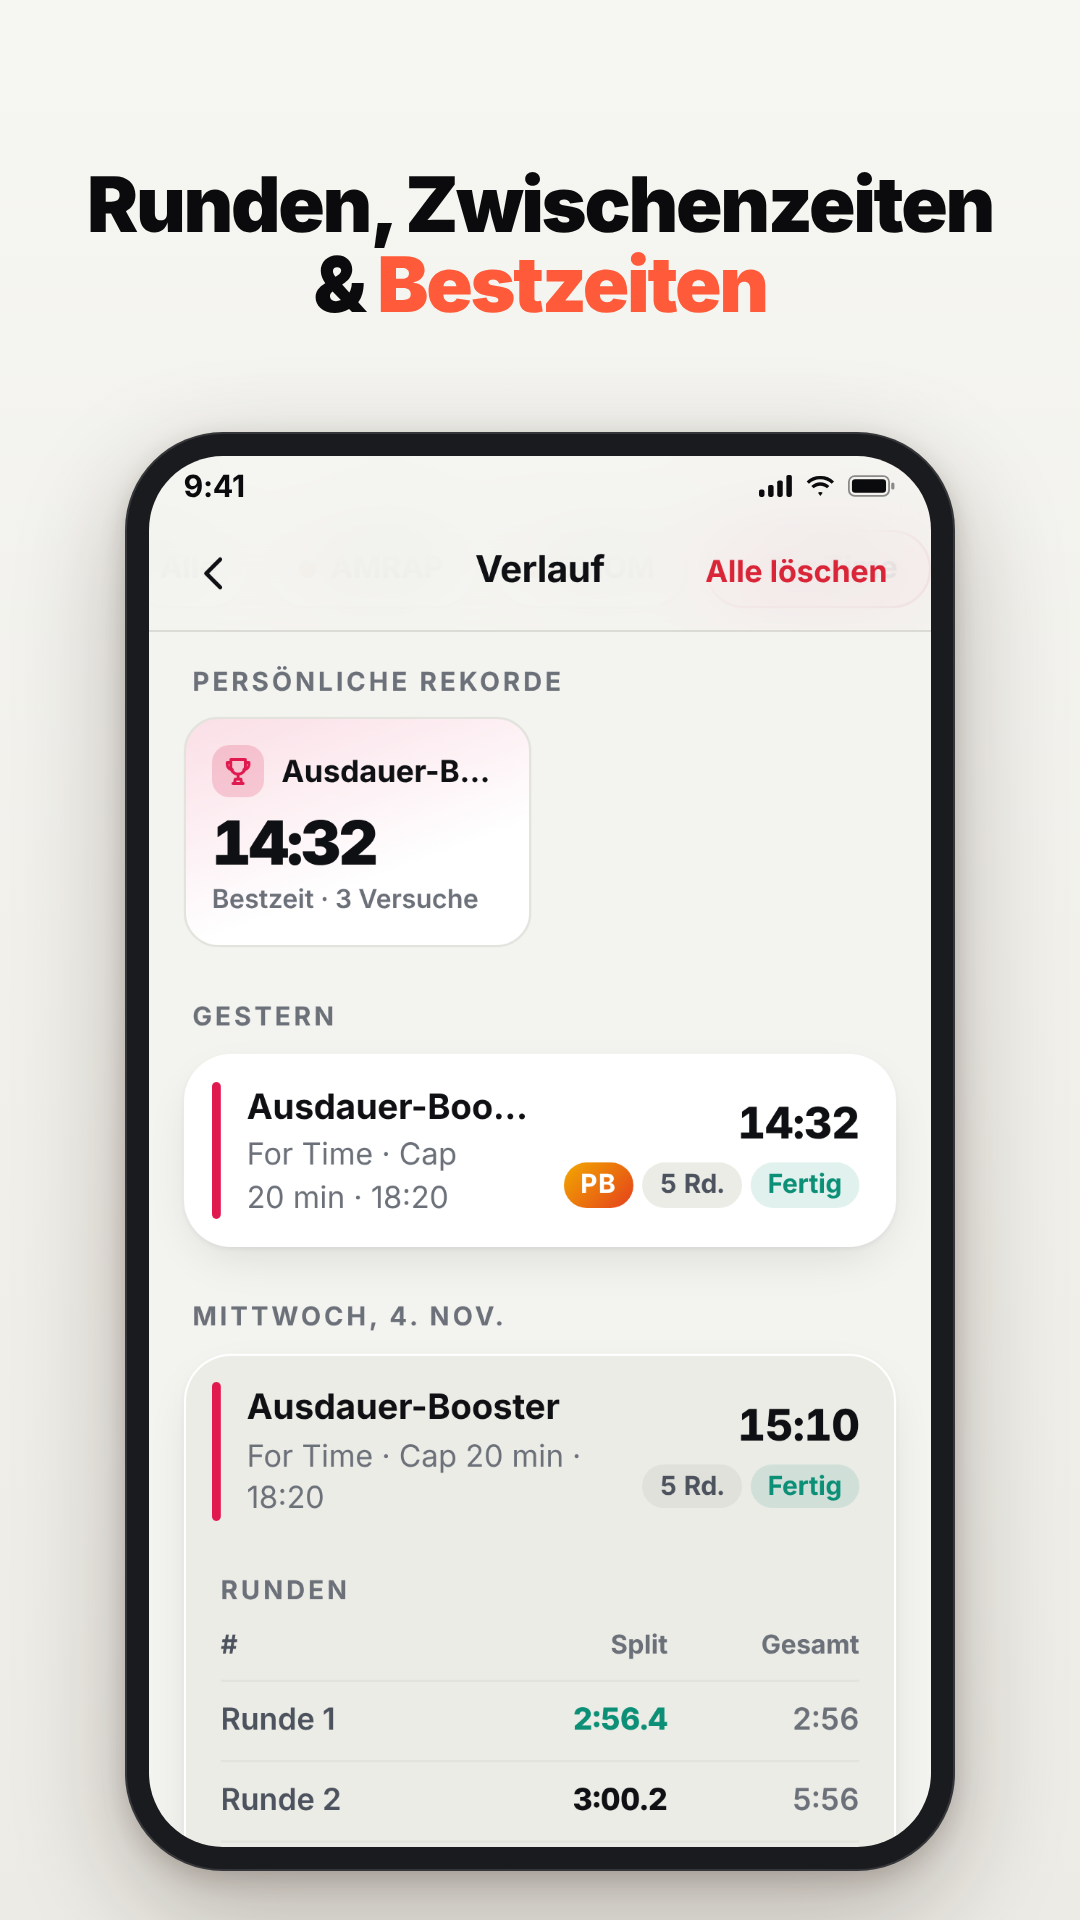 Runden, Zwischenzeiten
& Bestzeiten
9:41
AMRAP
Verlauf
Alle löschen
PERSÖNLICHE REKORDE
Ausdauer-B...
14:32
Bestzeit · 3 Versuche
GESTERN
Ausdauer-Boo...
14:32
For Time · Cap
20 min · 18:20
PB
5 Rd.
Fertig
MITTWOCH, 4. NOV.
Ausdauer-Booster
15:10
For Time · Cap 20 min ·
18:20
5 Rd.
Fertig
RUNDEN
# Split Gesamt
Runde 1 2:56.4 2:56
Runde 2 3:00.2 5:56